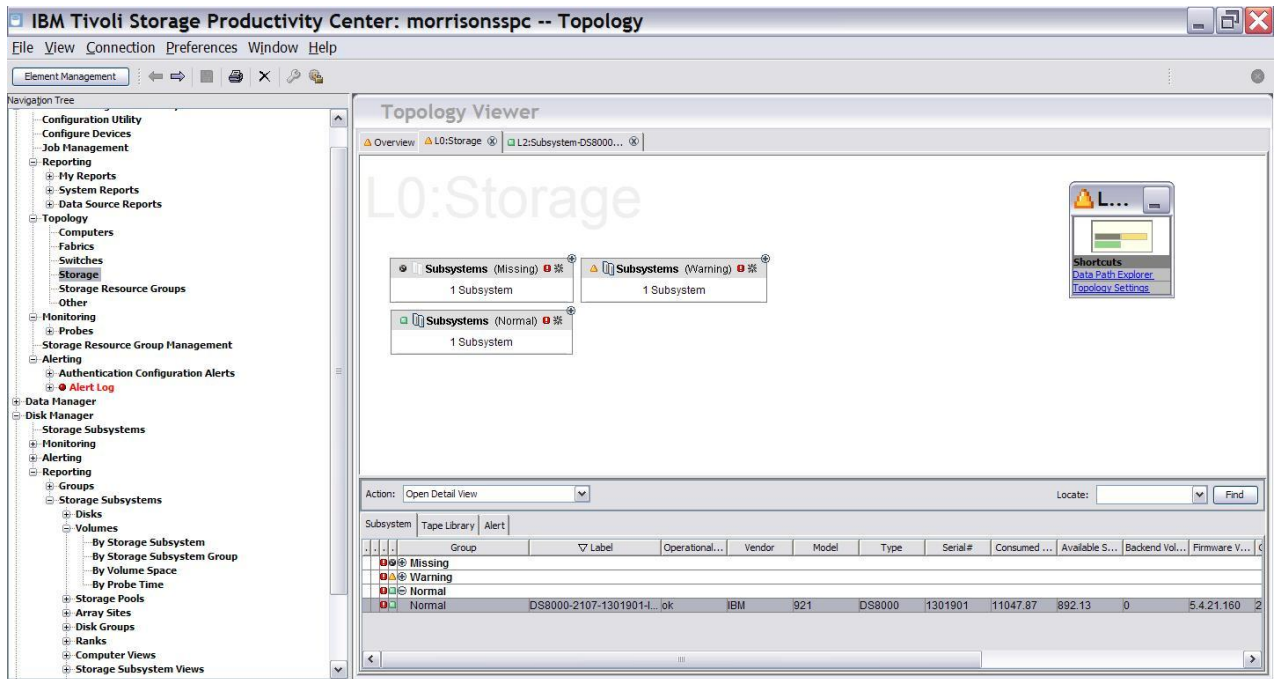 IBM Tivoli Storage Productivity Center: morrisonsspc -- Topology
File View Connection Preferences Window Help
Element Management
Navigation Tree
Configuration Utility
Configure Devices
Job Management
Reporting
My Reports
System Reports
Data Source Reports
Topology
Computers
Fabrics
Switches
Storage
Storage Resource Groups
Other
Monitoring
Probes
Storage Resource Group Management
Alerting
Authentication Configuration Alerts
Alert Log
Data Manager
Disk Manager
Storage Subsystems
Monitoring
Alerting
Reporting
Groups
Storage Subsystems
Disks
Volumes
By Storage Subsystem
By Storage Subsystem Group
By Volume Space
By Probe Time
Storage Pools
Array Sites
Disk Groups
Ranks
Computer Views
Storage Subsystem Views
Topology Viewer
Overview L0:Storage L2:Subsystem-DS8000...
L0:Storage
Subsystems (Missing)
1 Subsystem
Subsystems (Warning)
1 Subsystem
Subsystems (Normal)
1 Subsystem
L...
Shortcuts
Data Path Explorer
Topology Settings
Action: Open Detail View Locate: Find
Subsystem Tape Library Alert
Group Label Operational... Vendor Model Type Serial# Consumed ... Available S... Backend Vol... Firmware V...
Missing
Warning
Normal
Normal DS8000-2107-1301901-I... ok IBM 921 DS8000 1301901 11047.87 892.13 0 5.4.21.160 2